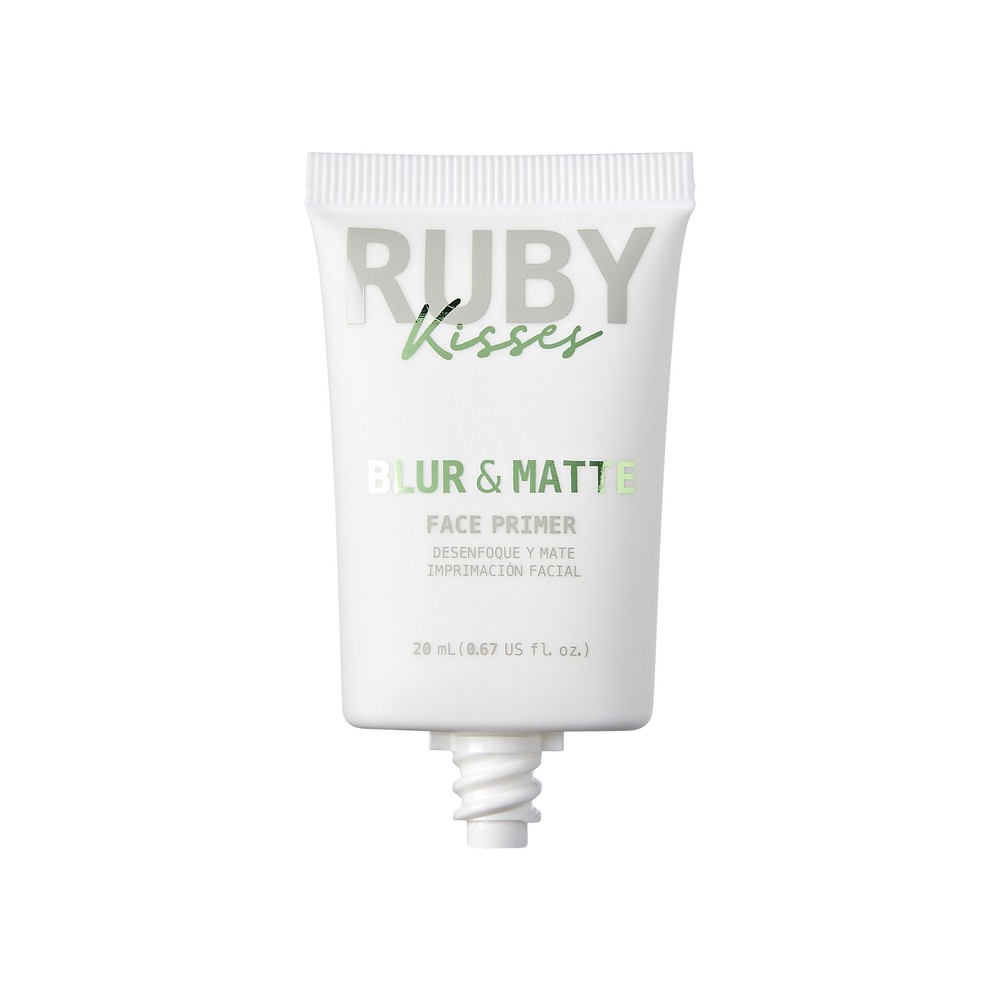 RUBY
Kisses
BLUR & MATTE
FACE PRIMER
DESENFOQUE Y MATE
IMPRIMACIÓN FACIAL
20 mL(0.67 US fl. oz.)